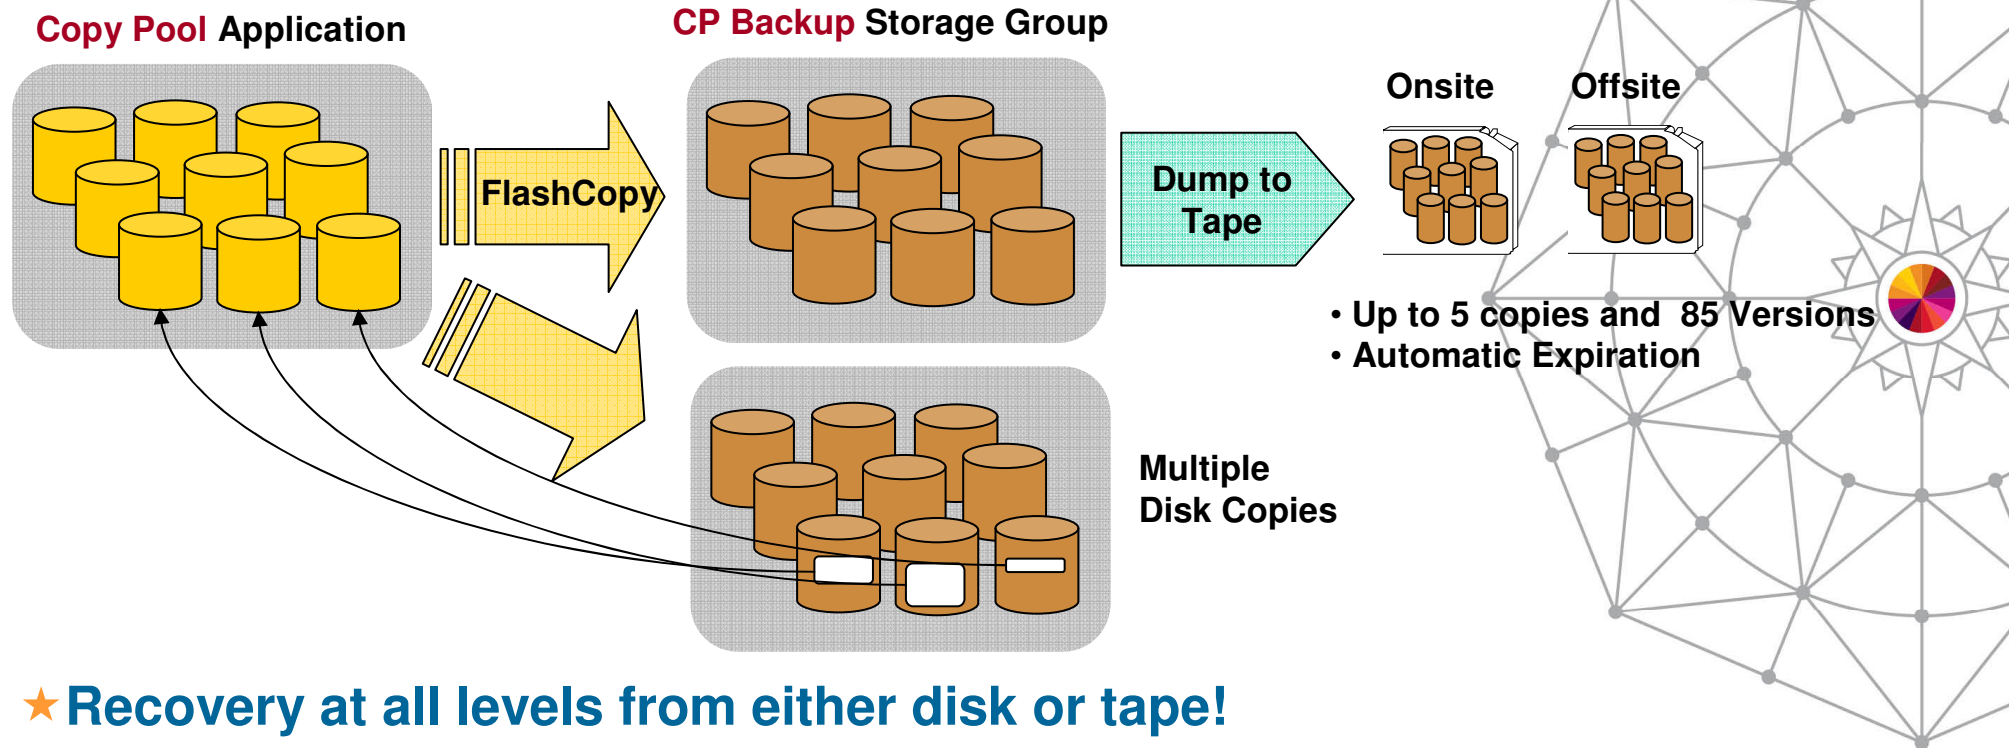 Copy Pool Application
CP Backup Storage Group
Onsite
Offsite
FlashCopy
Dump to
Tape
• Up to 5 copies and 85 Versions
• Automatic Expiration
Multiple
Disk Copies
★Recovery at all levels from either disk or tape!